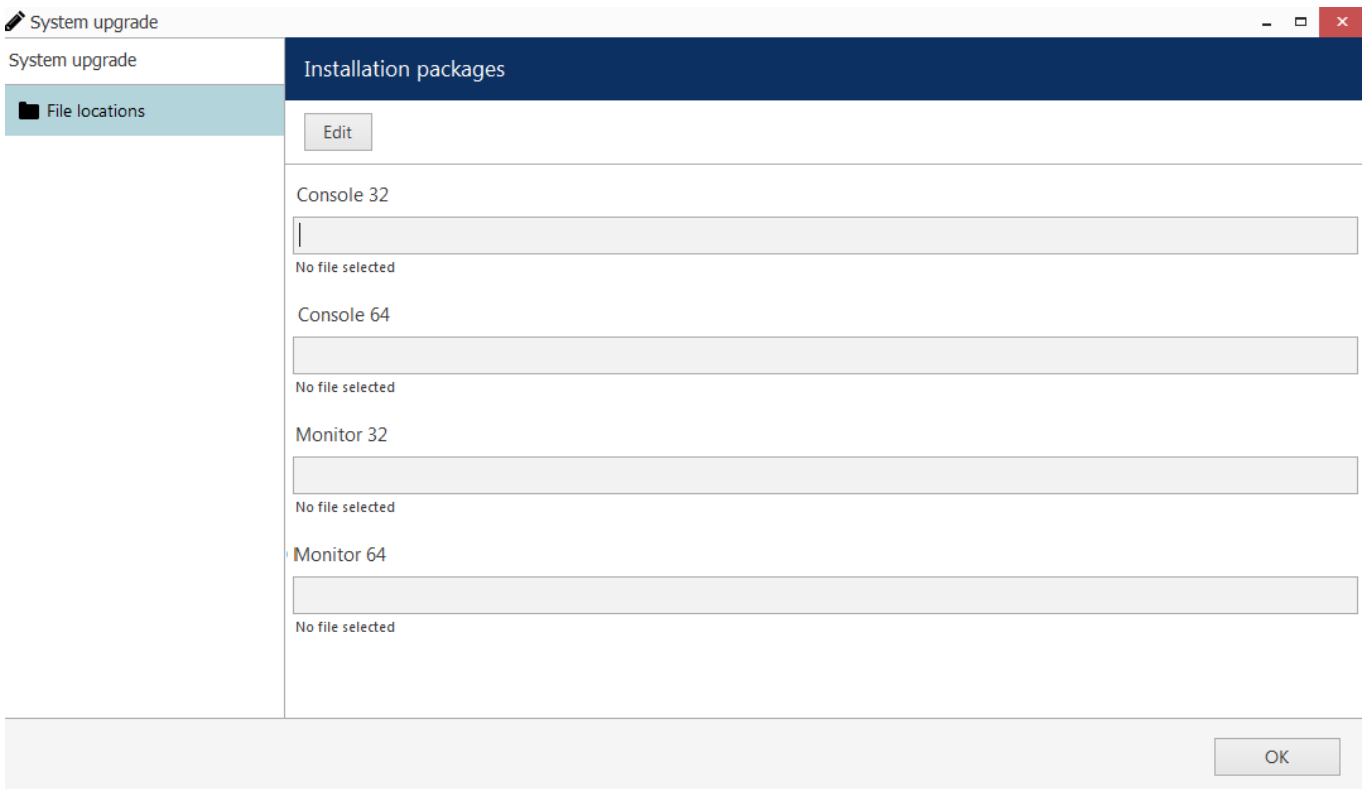 System upgrade
System upgrade
File locations
Installation packages
Edit
Console 32
No file selected
Console 64
No file selected
Monitor 32
No file selected
Monitor 64
No file selected
OK